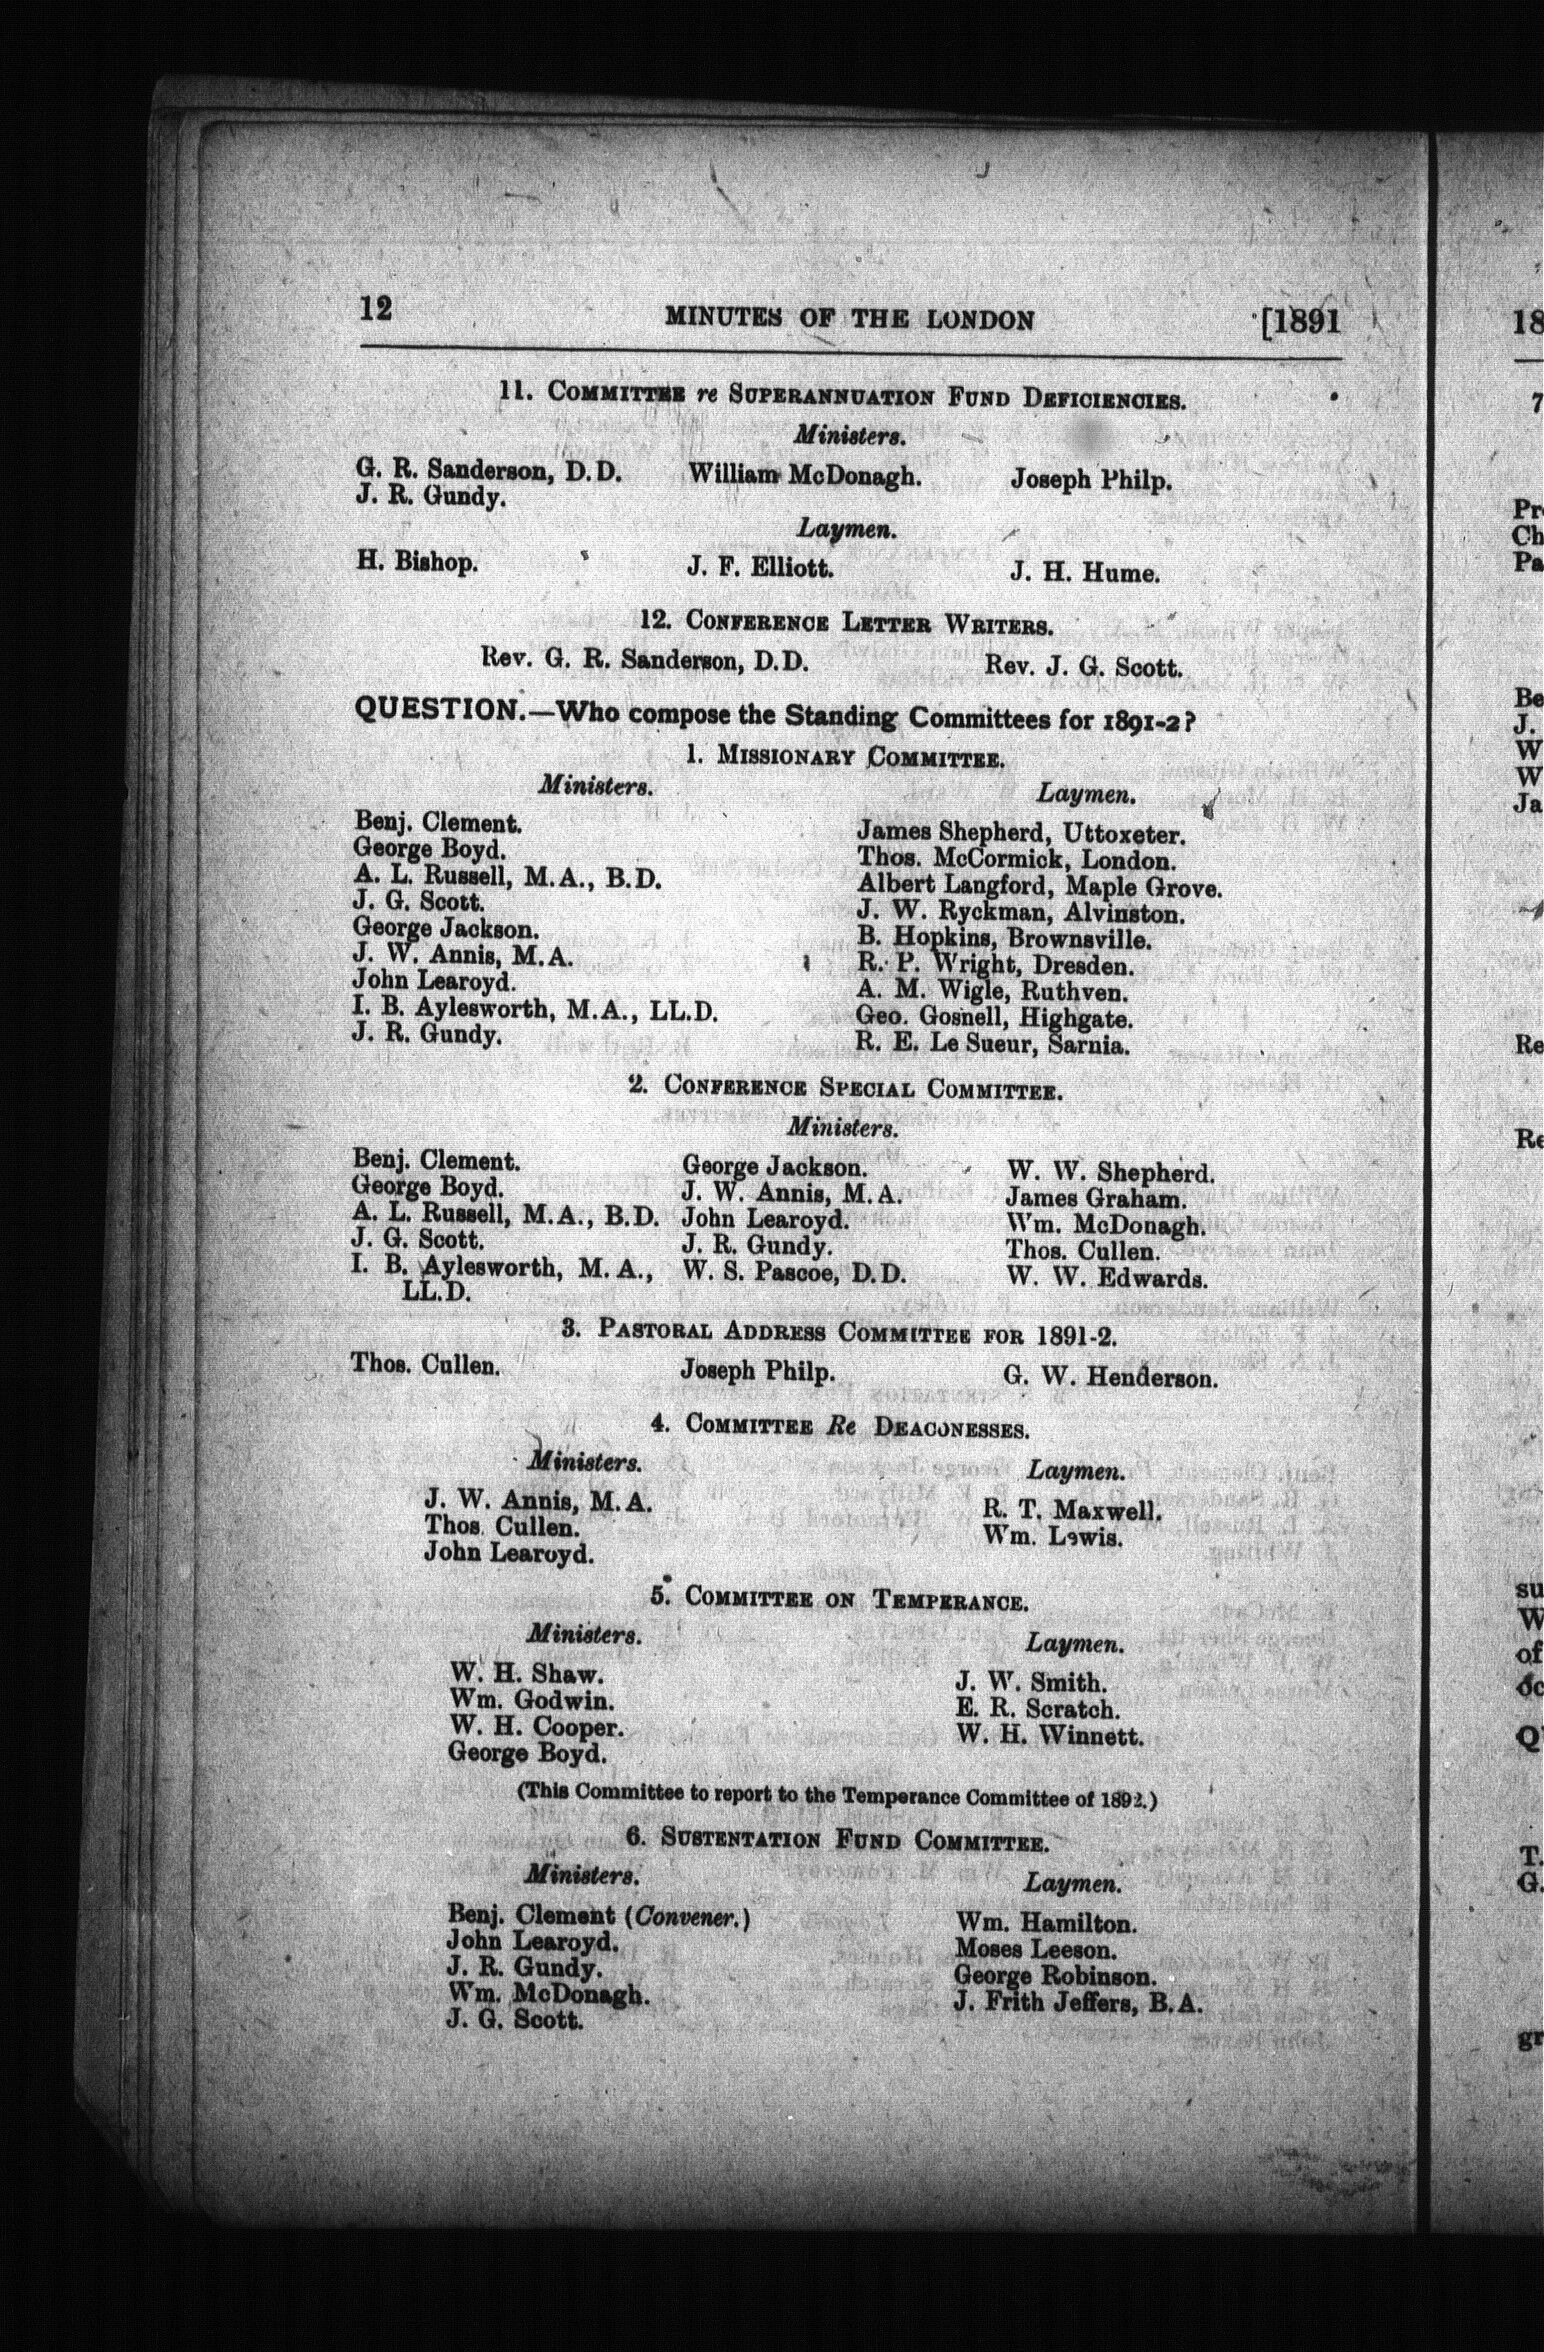 12 MINUTES OF THE LONDON [1891
11. COMMITTEE re SUPERANNUATION FUND DEFICIENCIES.
Ministers.
G. R. Sanderson, D.D. William McDonagh. Joseph Philp.
J. R. Gundy.
Laymen.
H. Bishop. J. F. Elliott. J. H. Hume.
12. CONFERENCE LETTER WRITERS.
Rev. G. R. Sanderson, D.D. Rev. J. G. Scott.
QUESTION.—Who compose the Standing Committees for 1891-2?
1. MISSIONARY COMMITTEE.
Ministers. Laymen.
Benj. Clement. James Shepherd, Uttoxeter.
George Boyd. Thos. McCormick, London.
A. L. Russell, M.A., B.D. Albert Langford, Maple Grove.
J. G. Scott. J. W. Ryckman, Alvinston.
George Jackson. B. Hopkins, Brownsville.
J. W. Annis, M.A. R. P. Wright, Dresden.
John Learoyd. A. M. Wigle, Ruthven.
I. B. Aylesworth, M.A., LL.D. Geo. Gosnell, Highgate.
J. R. Gundy. R. E. Le Sueur, Sarnia.
2. CONFERENCE SPECIAL COMMITTEE.
Ministers.
Benj. Clement. George Jackson. W. W. Shepherd.
George Boyd. J. W. Annis, M.A. James Graham.
A. L. Russell, M.A., B.D. John Learoyd. Wm. McDonagh.
J. G. Scott. J. R. Gundy. Thos. Cullen.
I. B. Aylesworth, M.A., W. S. Pascoe, D.D. W. W. Edwards.
LL.D.
3. PASTORAL ADDRESS COMMITTEE FOR 1891-2.
Thos. Cullen. Joseph Philp. G. W. Henderson.
4. COMMITTEE Re DEACONESSES.
Ministers. Laymen.
J. W. Annis, M.A. R. T. Maxwell.
Thos. Cullen. Wm. Lewis.
John Learoyd.
5. COMMITTEE ON TEMPERANCE.
Ministers. Laymen.
W. H. Shaw. J. W. Smith.
Wm. Godwin. E. R. Scratch.
W. H. Cooper. W. H. Winnett.
George Boyd.
(This Committee to report to the Temperance Committee of 1892.)
6. SUSTENTATION FUND COMMITTEE.
Ministers. Laymen.
Benj. Clement (Convener.) Wm. Hamilton.
John Learoyd. Moses Leeson.
J. R. Gundy. George Robinson.
Wm. McDonagh. J. Frith Jeffers, B.A.
J. G. Scott.